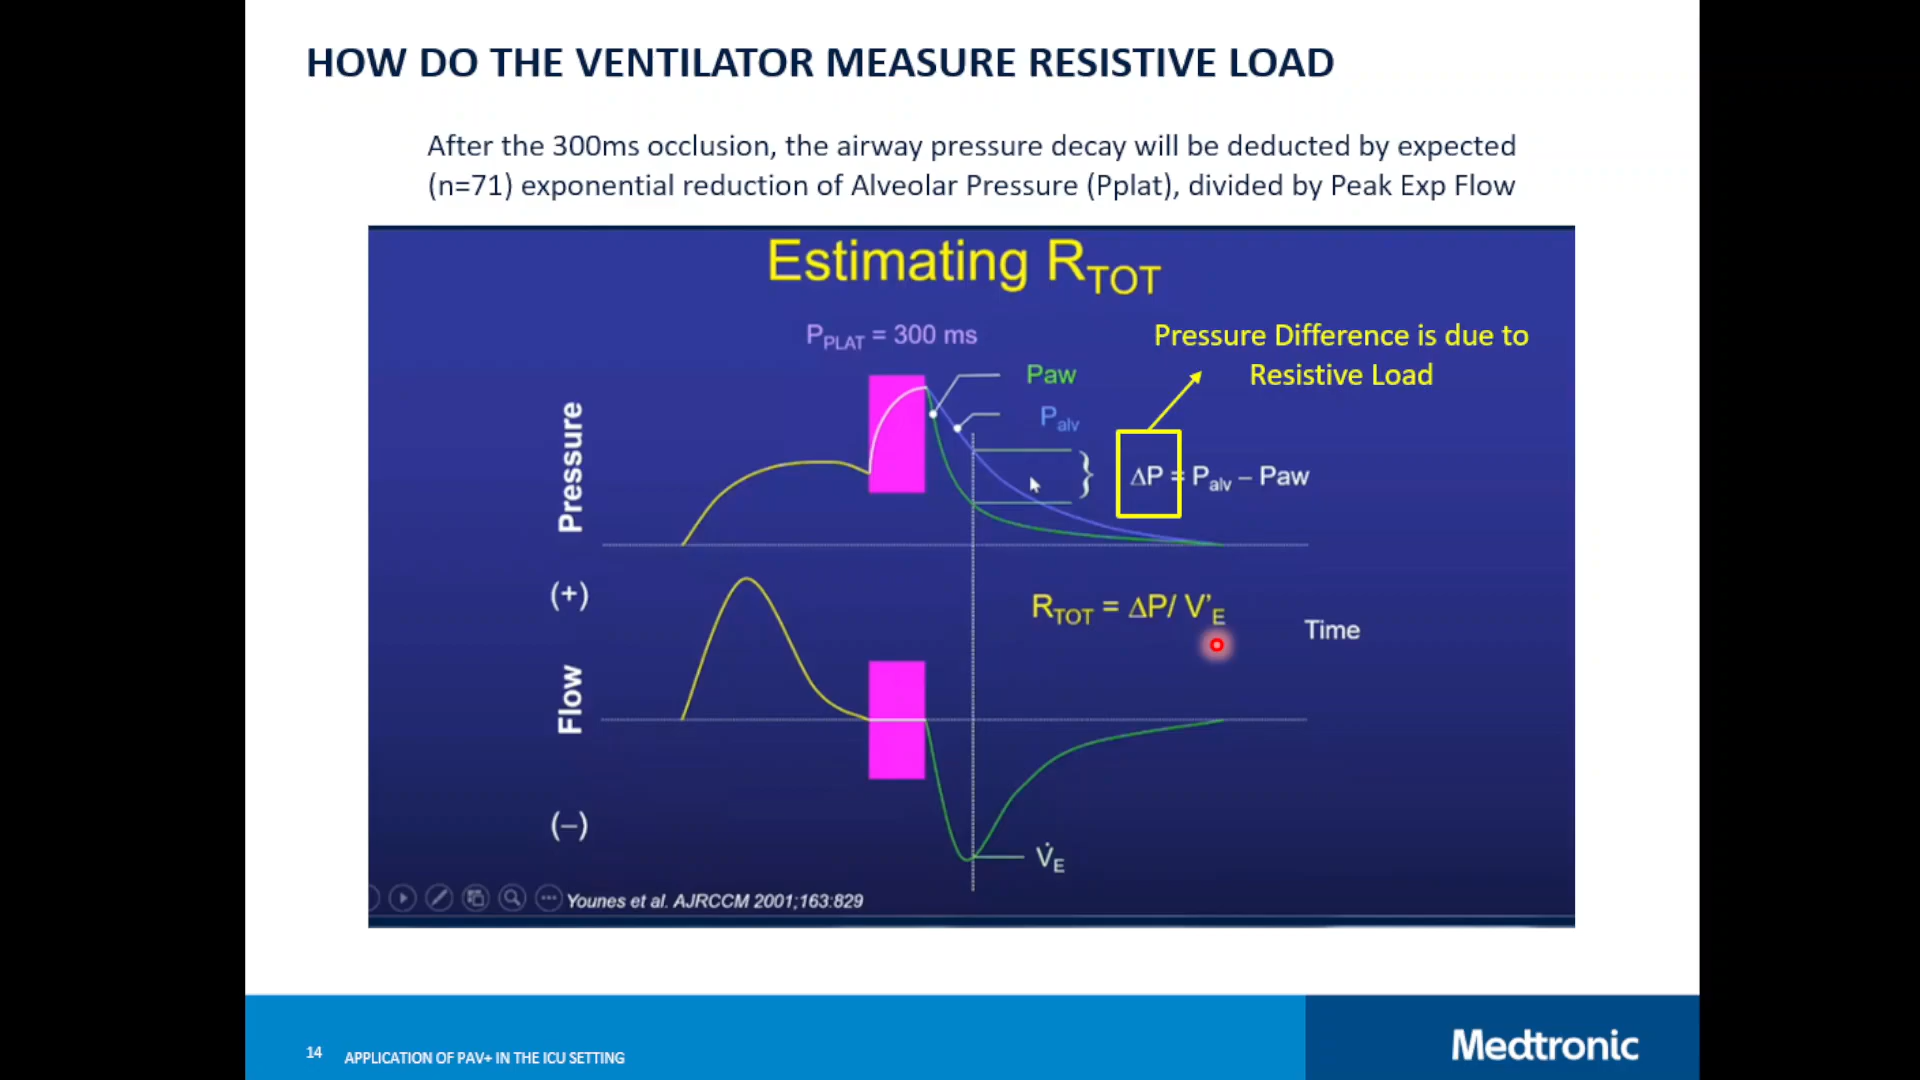 HOW DO THE VENTILATOR MEASURE RESISTIVE LOAD
After the 300ms occlusion, the airway pressure decay will be deducted by expected
(n=71) exponential reduction of Alveolar Pressure (Pplat), divided by Peak Exp Flow
Estimating RTOT
PPLAT = 300 ms
Pressure Difference is due to
Resistive Load
Paw
Palv
Pressure
} ΔP = Palv – Paw
(+)
RTOT = ΔP/ V’E
Time
Flow
(–)
V̇E
Younes et al. AJRCCM 2001;163:829
14 APPLICATION OF PAV+ IN THE ICU SETTING
Medtronic